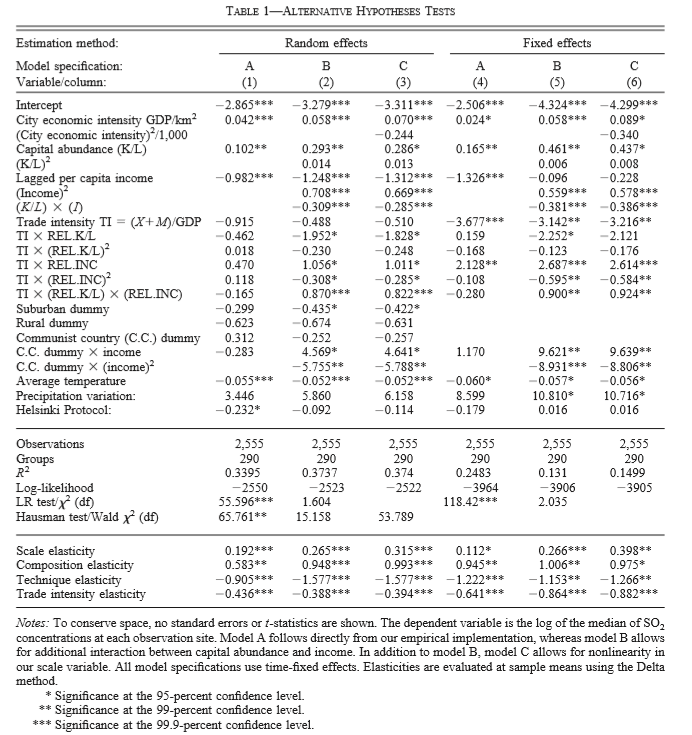 TABLE 1—ALTERNATIVE HYPOTHESES TESTS
Estimation method: Random effects Fixed effects
Model specification: A B C A B C
Variable/column: (1) (2) (3) (4) (5) (6)
Intercept −2.865*** −3.279*** −3.311*** −2.506*** −4.324*** −4.299***
City economic intensity GDP/km² 0.042*** 0.058*** 0.070*** 0.024* 0.058*** 0.089*
(City economic intensity)²/1,000 −0.244 −0.340
Capital abundance (K/L) 0.102** 0.293** 0.286* 0.165** 0.461** 0.437*
(K/L)² 0.014 0.013 0.006 0.008
Lagged per capita income −0.982*** −1.248*** −1.312*** −1.326*** −0.096 −0.228
(Income)² 0.708*** 0.669*** 0.559*** 0.578***
(K/L) × (I) −0.309*** −0.285*** −0.381*** −0.386***
Trade intensity TI = (X+M)/GDP −0.915 −0.488 −0.510 −3.677*** −3.142** −3.216**
TI × REL.K/L −0.462 −1.952* −1.828* 0.159 −2.252* −2.121
TI × (REL.K/L)² 0.018 −0.230 −0.248 −0.168 −0.123 −0.176
TI × REL.INC 0.470 1.056* 1.011* 2.128** 2.687*** 2.614***
TI × (REL.INC)² 0.118 −0.308* −0.285* −0.108 −0.595** −0.584**
TI × (REL.K/L) × (REL.INC) −0.165 0.870*** 0.822*** −0.280 0.900** 0.924**
Suburban dummy −0.299 −0.435* −0.422*
Rural dummy −0.623 −0.674 −0.631
Communist country (C.C.) dummy 0.312 −0.252 −0.257
C.C. dummy × income −0.283 4.569* 4.641* 1.170 9.621** 9.639**
C.C. dummy × (income)² −5.755** −5.788** −8.931*** −8.806**
Average temperature −0.055*** −0.052*** −0.052*** −0.060* −0.057* −0.056*
Precipitation variation: 3.446 5.860 6.158 8.599 10.810* 10.716*
Helsinki Protocol: −0.232* −0.092 −0.114 −0.179 0.016 0.016
Observations 2,555 2,555 2,555 2,555 2,555 2,555
Groups 290 290 290 290 290 290
R² 0.3395 0.3737 0.374 0.2483 0.131 0.1499
Log-likelihood −2550 −2523 −2522 −3964 −3906 −3905
LR test/χ² (df) 55.596*** 1.604 118.42*** 2.035
Hausman test/Wald χ² (df) 65.761** 15.158 53.789
Scale elasticity 0.192*** 0.265*** 0.315*** 0.112* 0.266*** 0.398**
Composition elasticity 0.583** 0.948*** 0.993*** 0.945** 1.006** 0.975*
Technique elasticity −0.905*** −1.577*** −1.577*** −1.222*** −1.153** −1.266**
Trade intensity elasticity −0.436*** −0.388*** −0.394*** −0.641*** −0.864*** −0.882***
Notes: To conserve space, no standard errors or t-statistics are shown. The dependent variable is the log of the median of SO₂
concentrations at each observation site. Model A follows directly from our empirical implementation, whereas model B allows
for additional interaction between capital abundance and income. In addition to model B, model C allows for nonlinearity in
our scale variable. All model specifications use time-fixed effects. Elasticities are evaluated at sample means using the Delta
method.
* Significance at the 95-percent confidence level.
** Significance at the 99-percent confidence level.
*** Significance at the 99.9-percent confidence level.